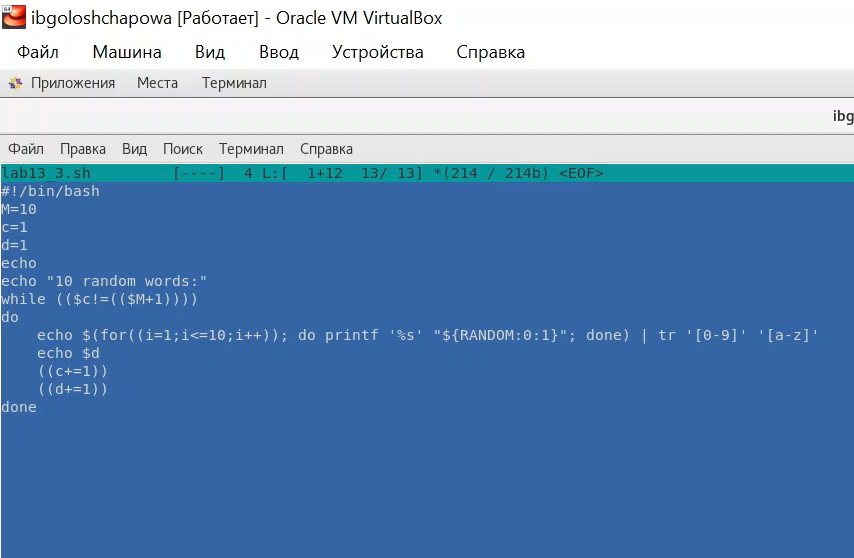 64
ibgoloshchapowa [Работает] - Oracle VM VirtualBox
Файл Машина Вид Ввод Устройства Справка
Приложения Места Терминал
ibg
Файл Правка Вид Поиск Терминал Справка
lab13_3.sh [----] 4 L:[ 1+12 13/ 13] *(214 / 214b) <EOF>
#!/bin/bash
M=10
c=1
d=1
echo
echo "10 random words:"
while (($c!=(($M+1))))
do
    echo $(for((i=1;i<=10;i++)); do printf '%s' "${RANDOM:0:1}"; done) | tr '[0-9]' '[a-z]'
    echo $d
    ((c+=1))
    ((d+=1))
done